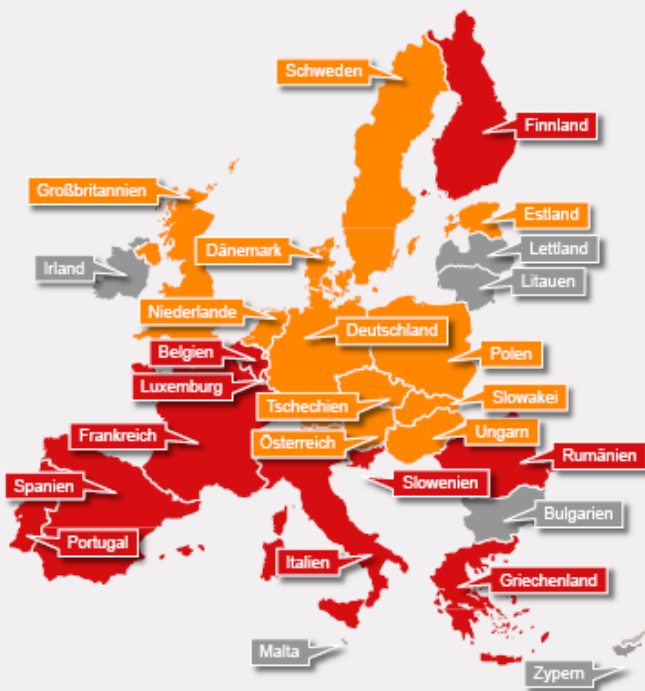 Schweden
Finnland
Großbritannien
Estland
Dänemark
Lettland
Irland
Litauen
Niederlande
Deutschland
Belgien
Polen
Luxemburg
Tschechien
Slowakei
Frankreich
Österreich
Ungarn
Rumänien
Spanien
Slowenien
Bulgarien
Portugal
Italien
Griechenland
Malta
Zypern